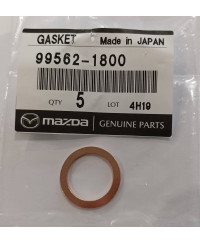 GASKET Made in JAPAN
99562-1800
QTY 5 LOT 4H19
mazda GENUINE PARTS